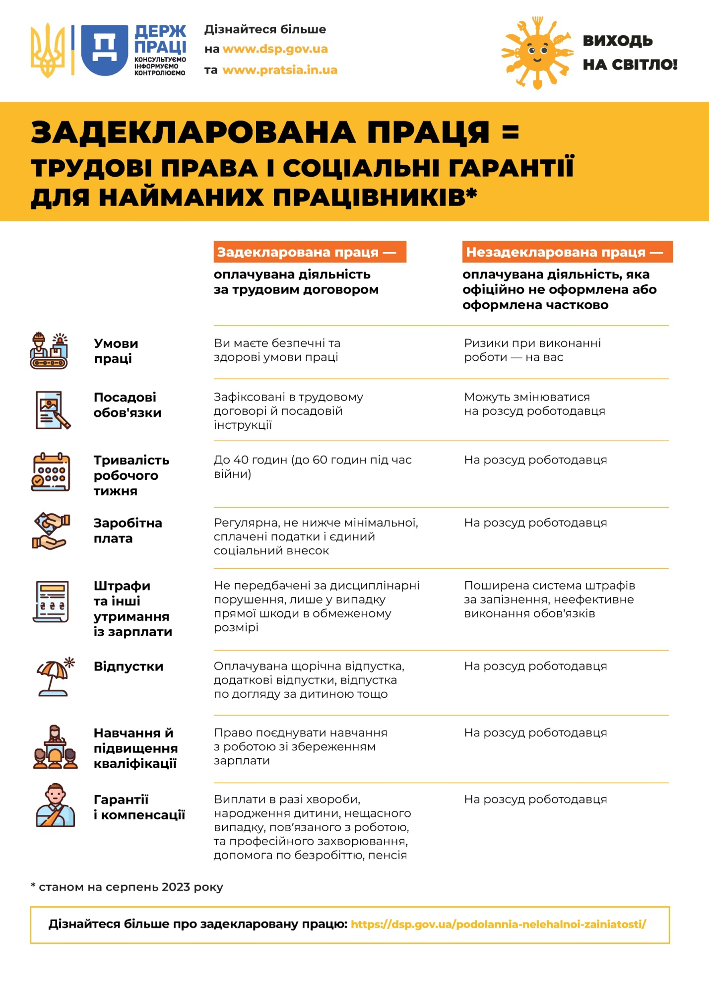 ДЕРЖ
ПРАЦІ
КОНСУЛЬТУЄМО
ІНФОРМУЄМО
КОНТРОЛЮЄМО
Дізнайтеся більше
на www.dsp.gov.ua
та www.pratsia.in.ua
ВИХОДЬ
НА СВІТЛО!
ЗАДЕКЛАРОВАНА ПРАЦЯ =
ТРУДОВІ ПРАВА І СОЦІАЛЬНІ ГАРАНТІЇ
ДЛЯ НАЙМАНИХ ПРАЦІВНИКІВ*
Задекларована праця —
оплачувана діяльність
за трудовим договором
Незадекларована праця —
оплачувана діяльність, яка
офіційно не оформлена або
оформлена частково
Умови
праці
Ви маєте безпечні та
здорові умови праці
Ризики при виконанні
роботи — на вас
Посадові
обов'язки
Зафіксовані в трудовому
договорі й посадовій
інструкції
Можуть змінюватися
на розсуд роботодавця
Тривалість
робочого
тижня
До 40 годин (до 60 годин під час
війни)
На розсуд роботодавця
Заробітна
плата
Регулярна, не нижче мінімальної,
сплачені податки і єдиний
соціальний внесок
На розсуд роботодавця
Штрафи
та інші
утримання
із зарплати
Не передбачені за дисциплінарні
порушення, лише у випадку
прямої шкоди в обмеженому
розмірі
Поширена система штрафів
за запізнення, неефективне
виконання обов'язків
Відпустки
Оплачувана щорічна відпустка,
додаткові відпустки, відпустка
по догляду за дитиною тощо
На розсуд роботодавця
Навчання й
підвищення
кваліфікації
Право поєднувати навчання
з роботою зі збереженням
зарплати
На розсуд роботодавця
Гарантії
і компенсації
Виплати в разі хвороби,
народження дитини, нещасного
випадку, пов’язаного з роботою,
та професійного захворювання,
допомога по безробіттю, пенсія
На розсуд роботодавця
* станом на серпень 2023 року
Дізнайтеся більше про задекларовану працю: https://dsp.gov.ua/podolannia-nelehalnoi-zainiatosti/